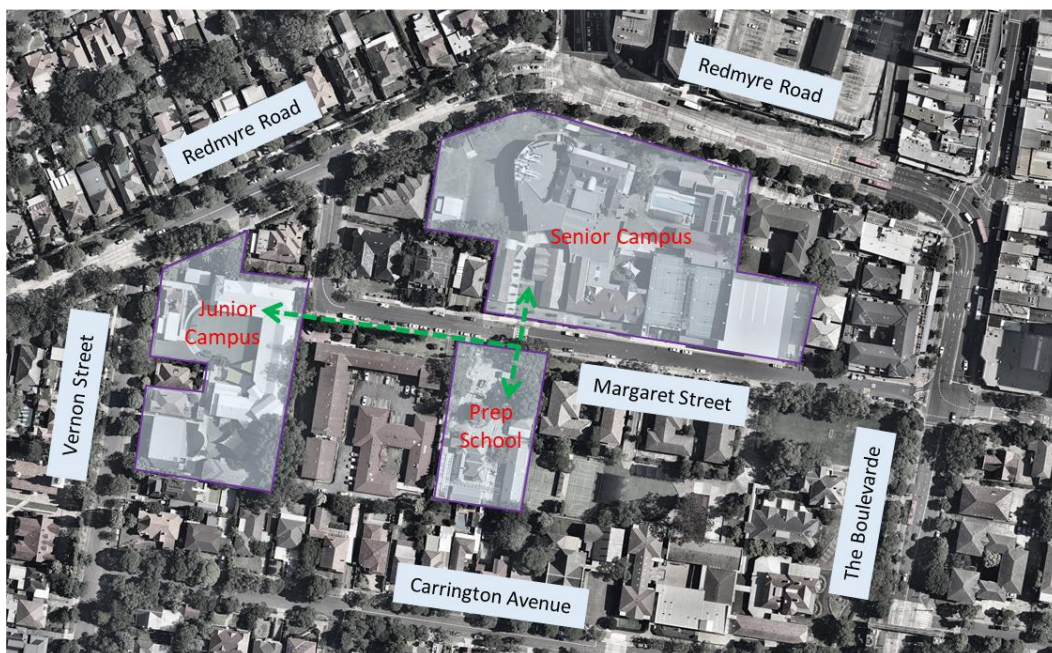 Redmyre Road
Redmyre Road
Senior Campus
Junior
Campus
Vernon Street
Margaret Street
Prep
School
The Boulevarde
Carrington Avenue